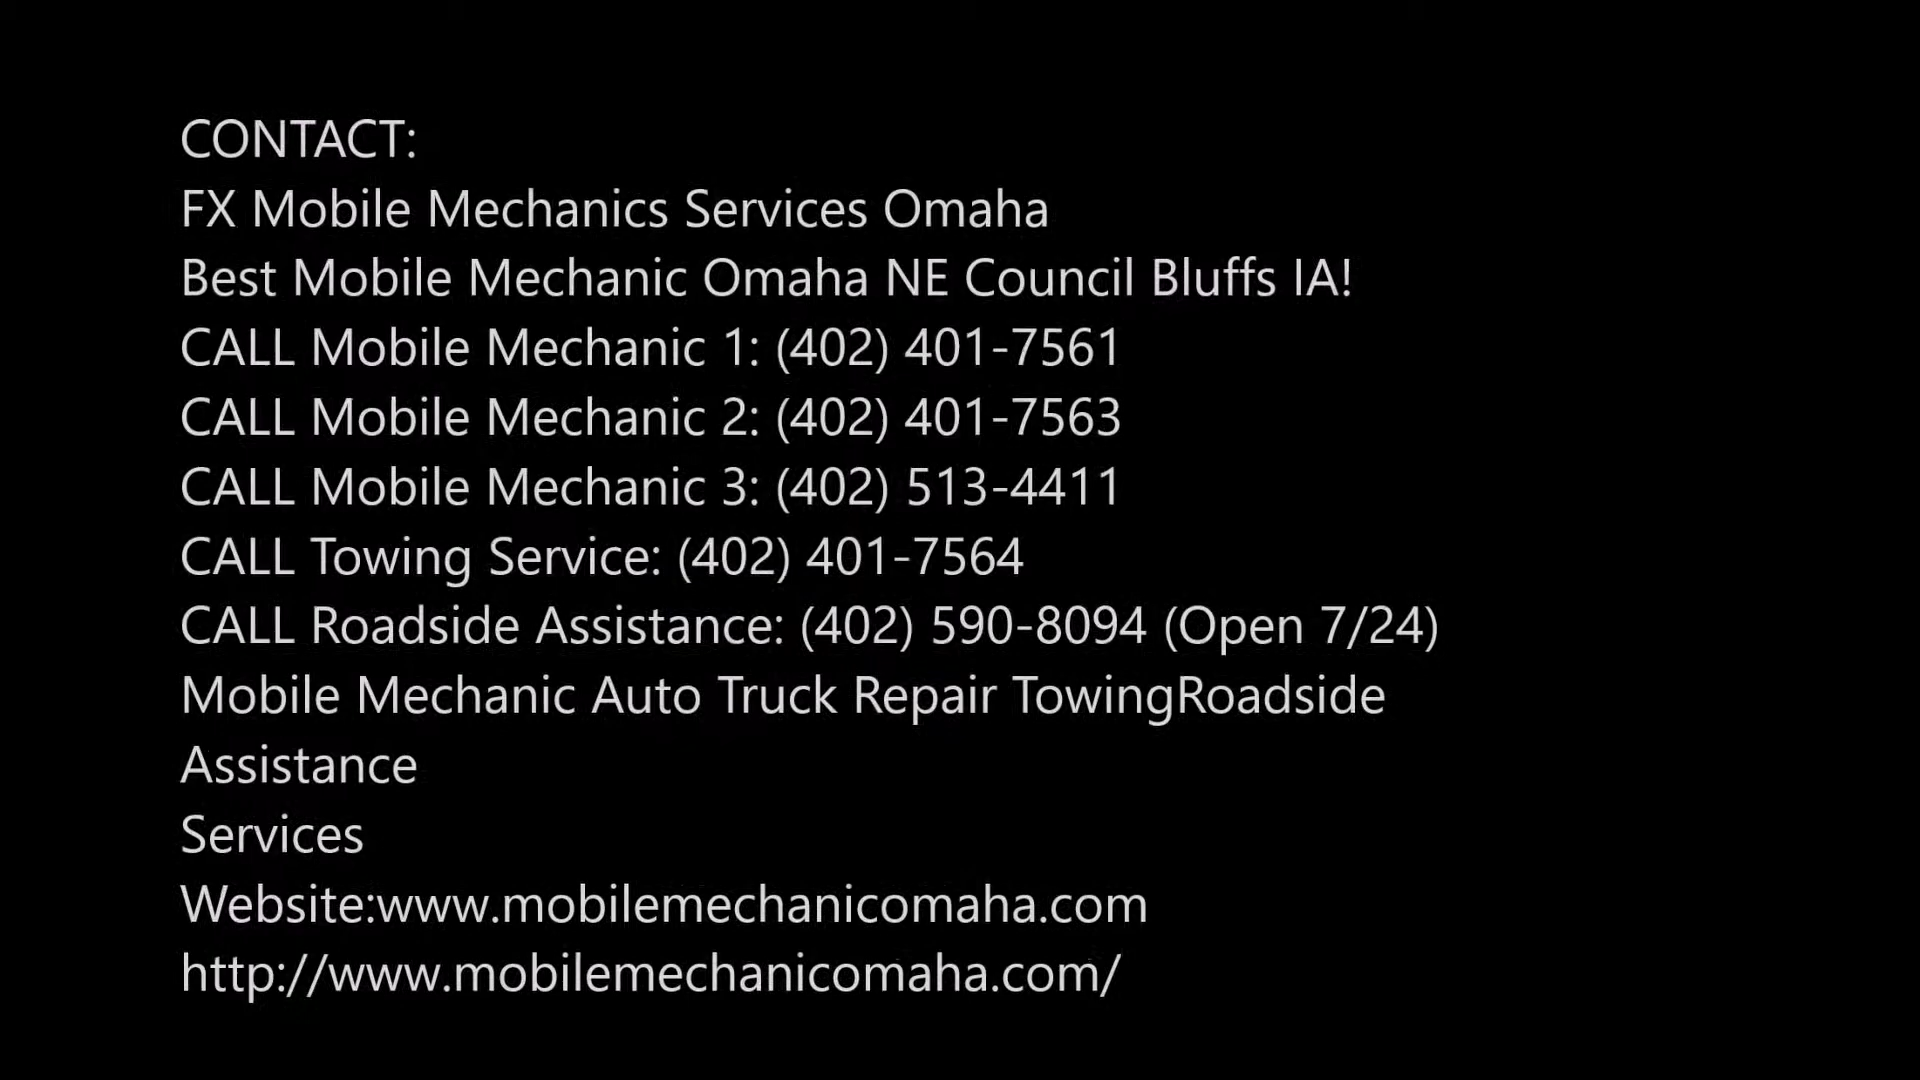 CONTACT:
FX Mobile Mechanics Services Omaha
Best Mobile Mechanic Omaha NE Council Bluffs IA!
CALL Mobile Mechanic 1: (402) 401-7561
CALL Mobile Mechanic 2: (402) 401-7563
CALL Mobile Mechanic 3: (402) 513-4411
CALL Towing Service: (402) 401-7564
CALL Roadside Assistance: (402) 590-8094 (Open 7/24)
Mobile Mechanic Auto Truck Repair TowingRoadside
Assistance
Services
Website:www.mobilemechanicomaha.com
http://www.mobilemechanicomaha.com/